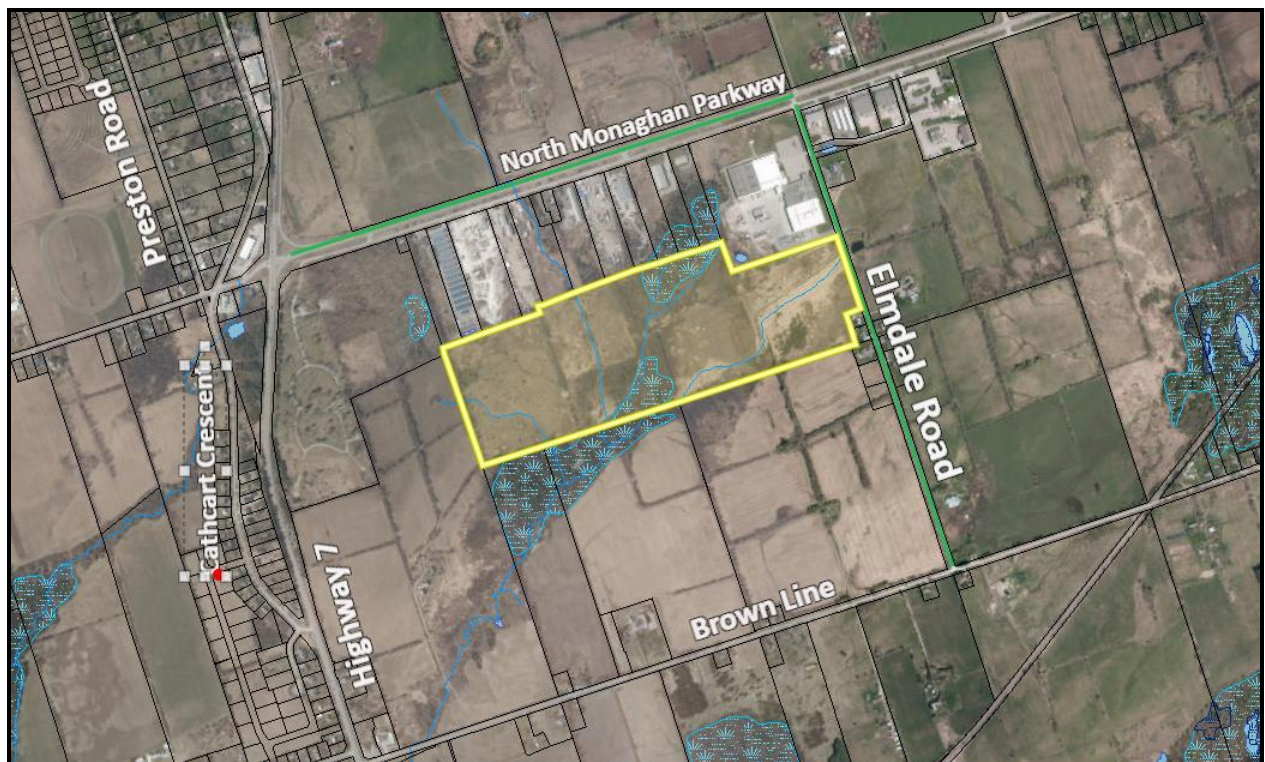 Preston Road
North Monaghan Parkway
Elmdale Road
Cathcart Crescent
Highway 7
Brown Line